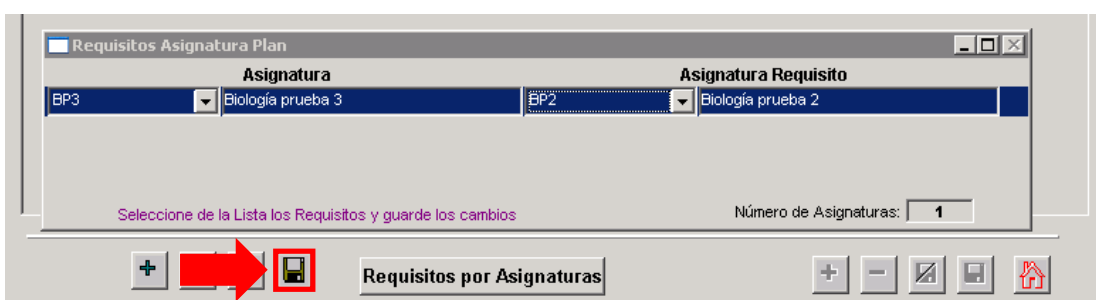 Requisitos Asignatura Plan
Asignatura Asignatura Requisito
BP3 Biología prueba 3 BP2 Biología prueba 2
Seleccione de la Lista los Requisitos y guarde los cambios Número de Asignaturas: 1
Requisitos por Asignaturas